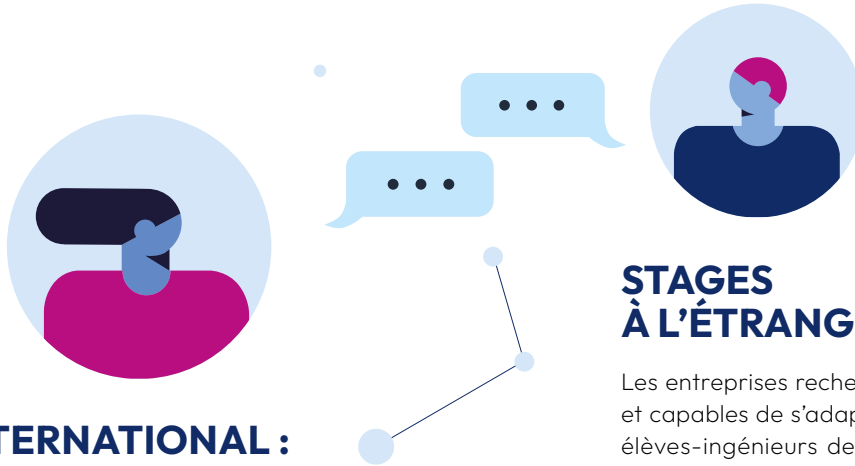 STAGES
À L’ÉTRANG
Les entreprises reche
et capables de s’adap
élèves-ingénieurs de
TERNATIONAL :